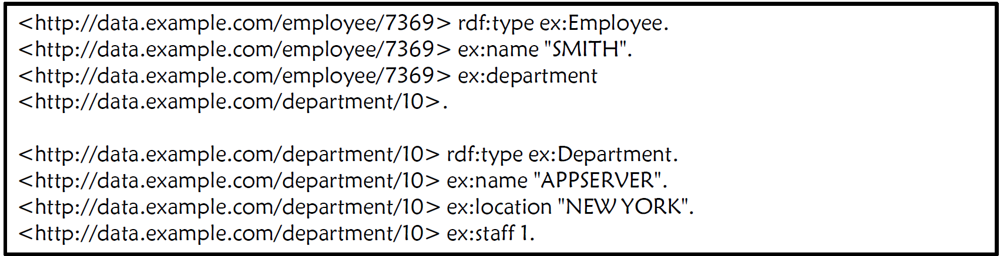 <http://data.example.com/employee/7369> rdf:type ex:Employee.
<http://data.example.com/employee/7369> ex:name "SMITH".
<http://data.example.com/employee/7369> ex:department
<http://data.example.com/department/10>.
<http://data.example.com/department/10> rdf:type ex:Department.
<http://data.example.com/department/10> ex:name "APPSERVER".
<http://data.example.com/department/10> ex:location "NEW YORK".
<http://data.example.com/department/10> ex:staff 1.